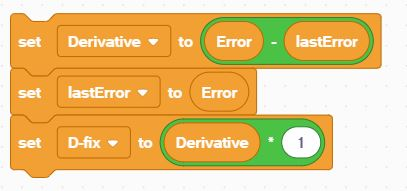 set Derivative to Error - lastError
set lastError to Error
set D-fix to Derivative * 1